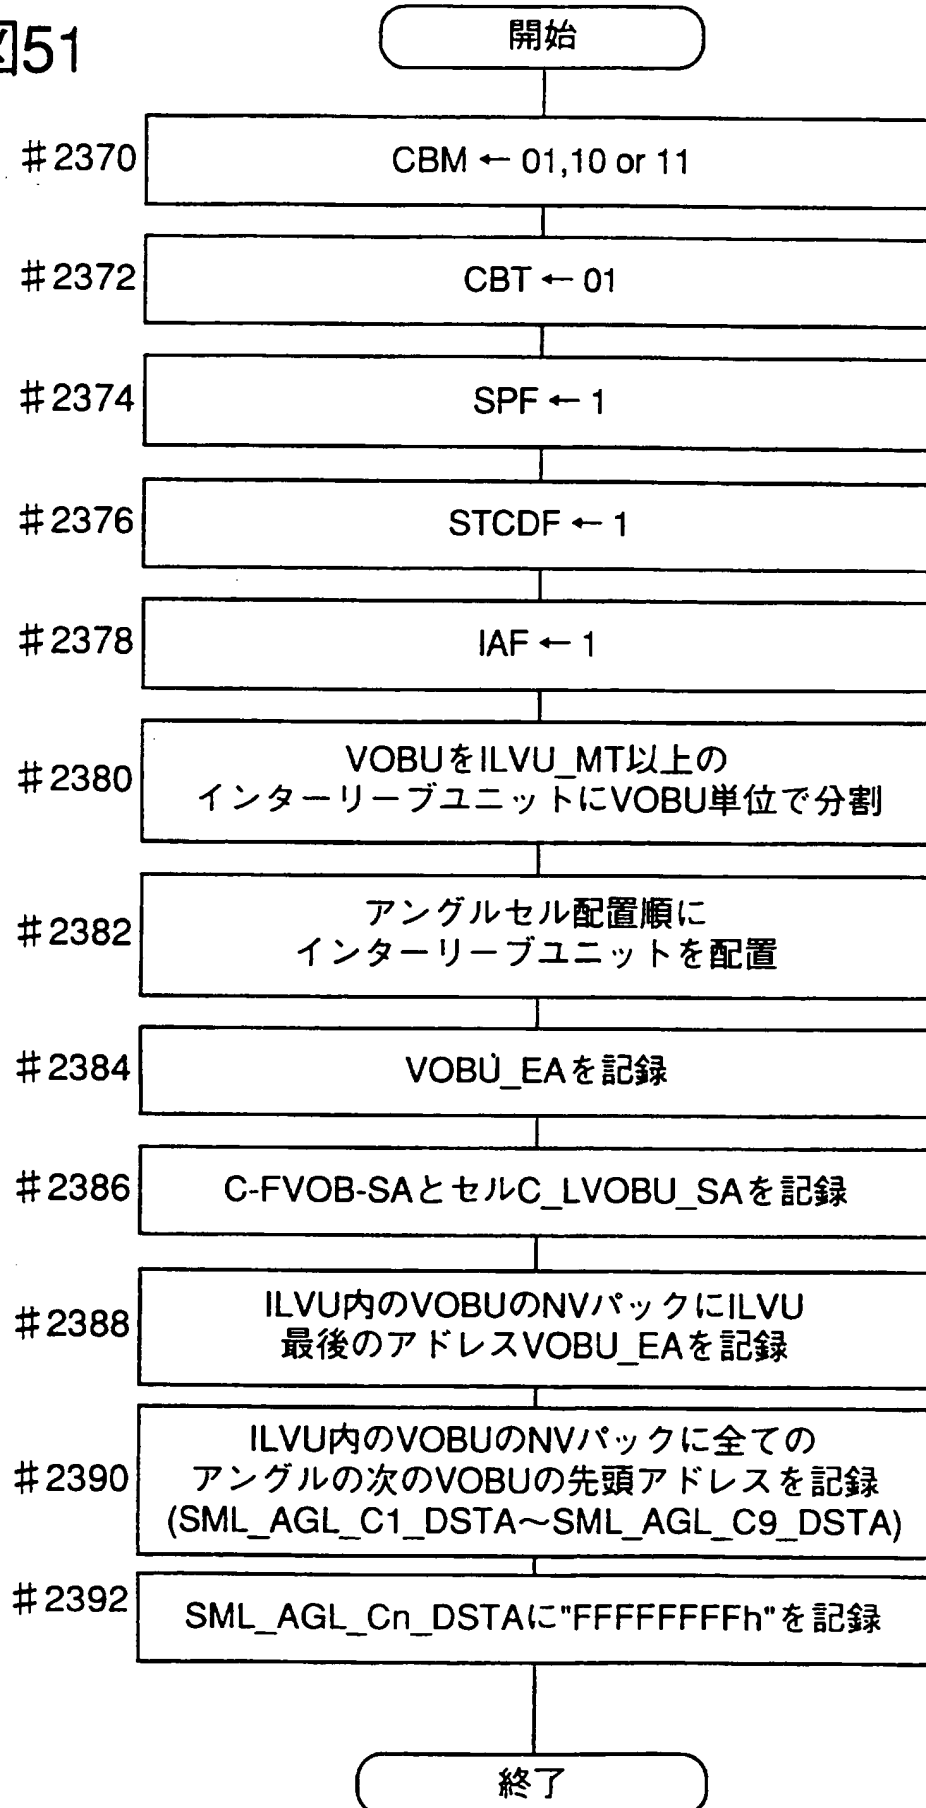 図51
開始
#2370
CBM ← 01,10 or 11
#2372
CBT ← 01
#2374
SPF ← 1
#2376
STCDF ← 1
#2378
IAF ← 1
#2380
VOBUをILVU_MT以上の
インターリーブユニットにVOBU単位で分割
#2382
アングルセル配置順に
インターリーブユニットを配置
#2384
VOBU_EAを記録
#2386
C-FVOB-SAとセルC_LVOBU_SAを記録
#2388
ILVU内のVOBUのNVパックにILVU
最後のアドレスVOBU_EAを記録
#2390
ILVU内のVOBUのNVパックに全ての
アングルの次のVOBUの先頭アドレスを記録
(SML_AGL_C1_DSTA～SML_AGL_C9_DSTA)
#2392
SML_AGL_Cn_DSTAに"FFFFFFFFh"を記録
終了